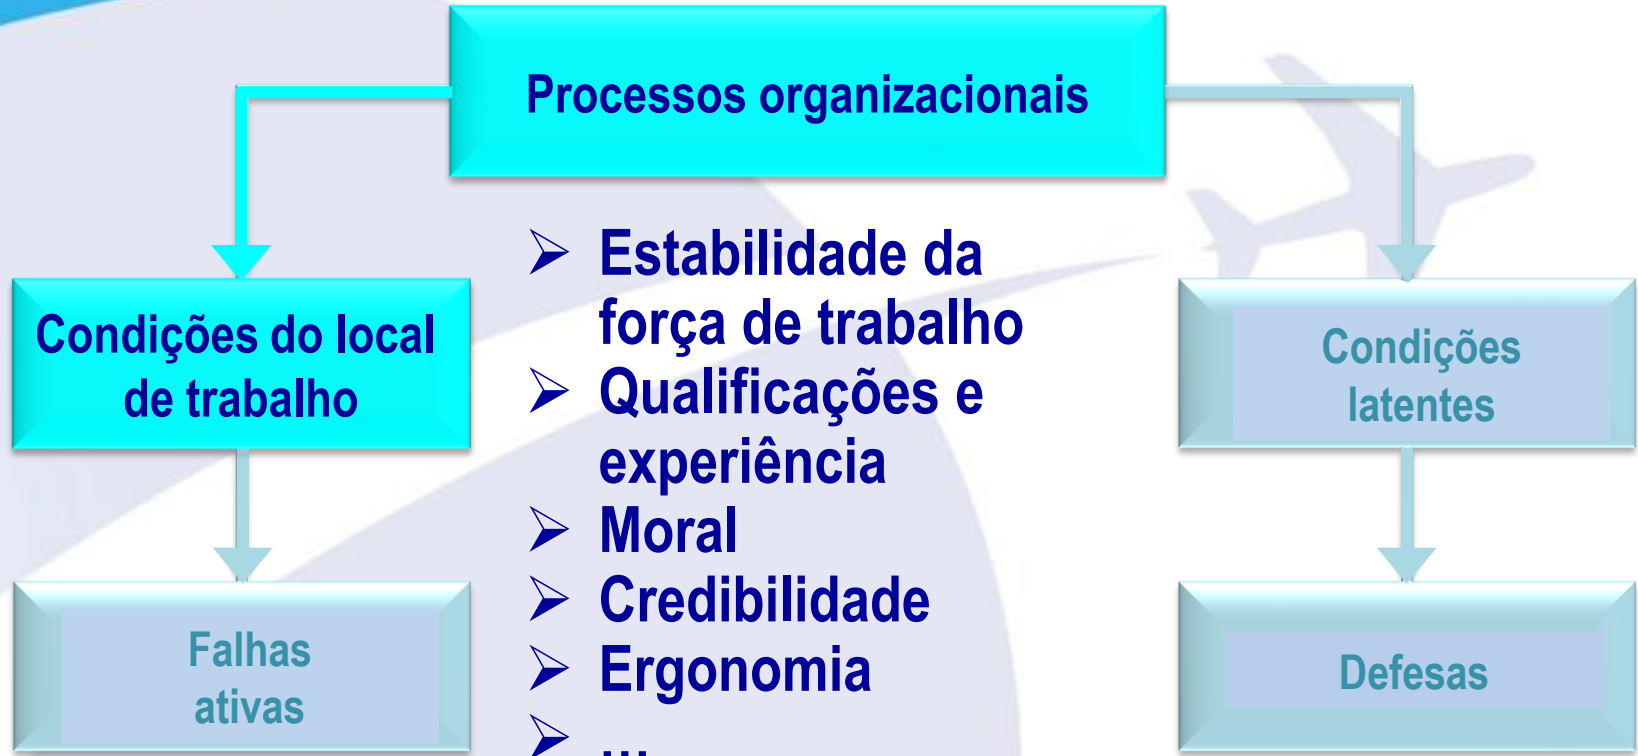 Processos organizacionais
Condições do local
de trabalho
Falhas
ativas
➢ Estabilidade da
força de trabalho
➢ Qualificações e
experiência
➢ Moral
➢ Credibilidade
➢ Ergonomia
➢ ...
Condições
latentes
Defesas